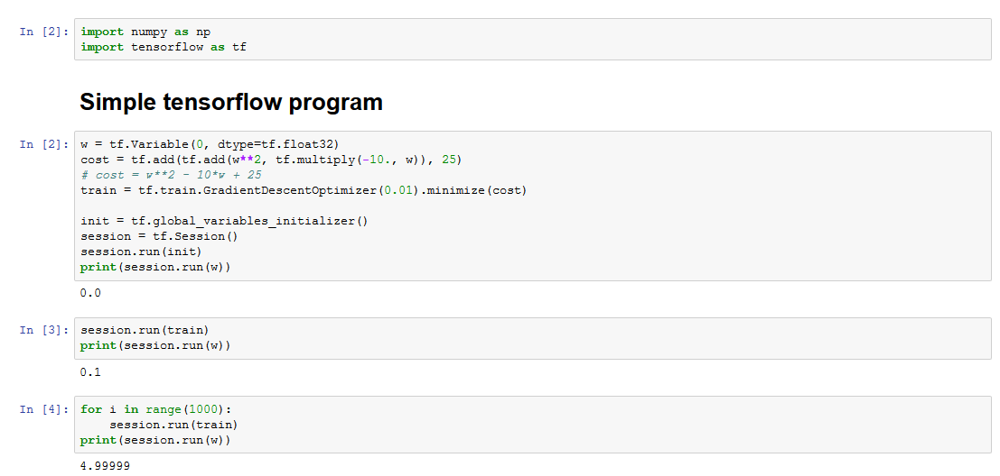 In [2]: import numpy as np
import tensorflow as tf
Simple tensorflow program
In [2]: w = tf.Variable(0, dtype=tf.float32)
cost = tf.add(tf.add(w**2, tf.multiply(-10., w)), 25)
# cost = w**2 - 10*w + 25
train = tf.train.GradientDescentOptimizer(0.01).minimize(cost)
init = tf.global_variables_initializer()
session = tf.Session()
session.run(init)
print(session.run(w))
0.0
In [3]: session.run(train)
print(session.run(w))
0.1
In [4]: for i in range(1000):
    session.run(train)
print(session.run(w))
4.99999